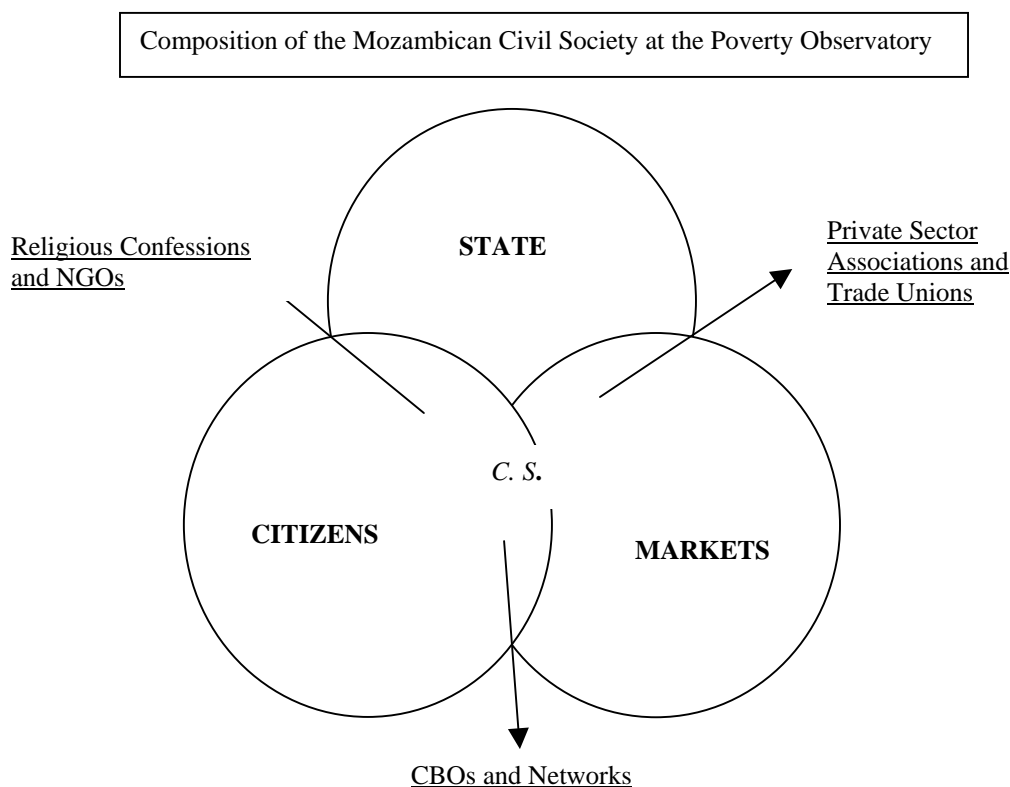 Composition of the Mozambican Civil Society at the Poverty Observatory
STATE
Religious Confessions
and NGOs
Private Sector
Associations and
Trade Unions
C. S.
CITIZENS
MARKETS
CBOs and Networks